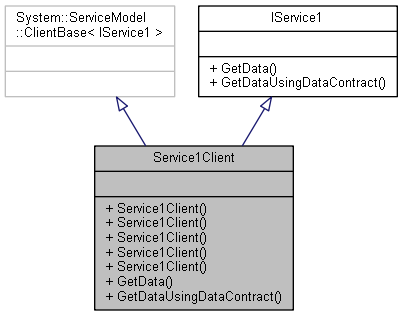 System::ServiceModel
::ClientBase< IService1 >
IService1
+ GetData()
+ GetDataUsingDataContract()
Service1Client
+ Service1Client()
+ Service1Client()
+ Service1Client()
+ Service1Client()
+ Service1Client()
+ GetData()
+ GetDataUsingDataContract()